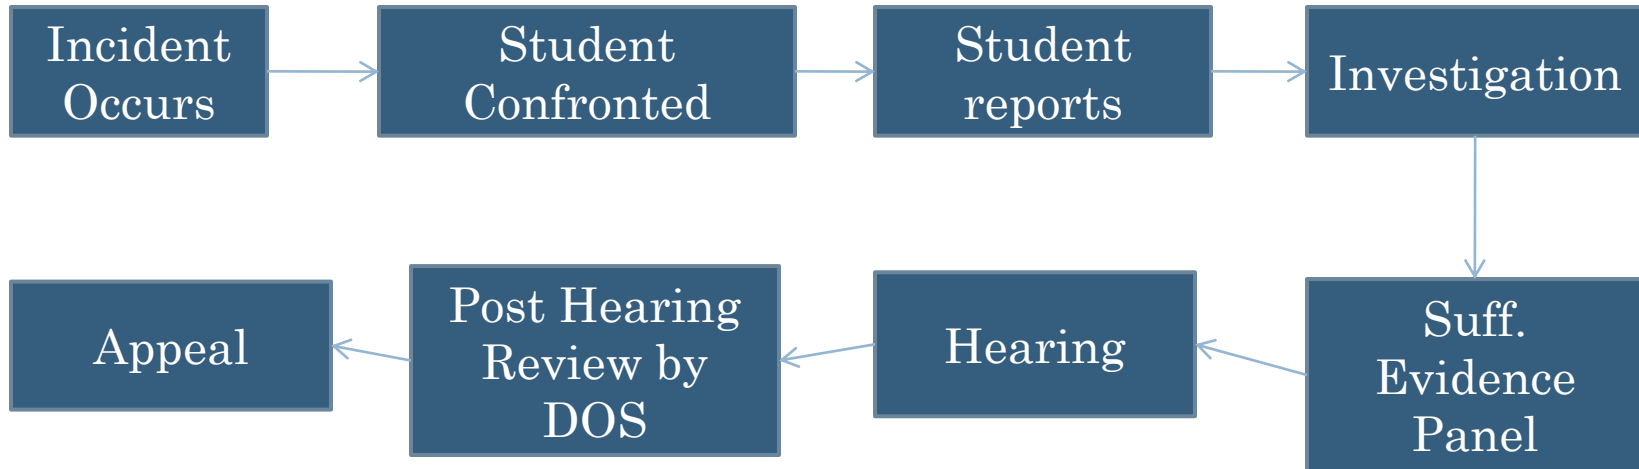 Incident
Occurs
Student
Confronted
Student
reports
Investigation
Suff.
Evidence
Panel
Hearing
Post Hearing
Review by
DOS
Appeal